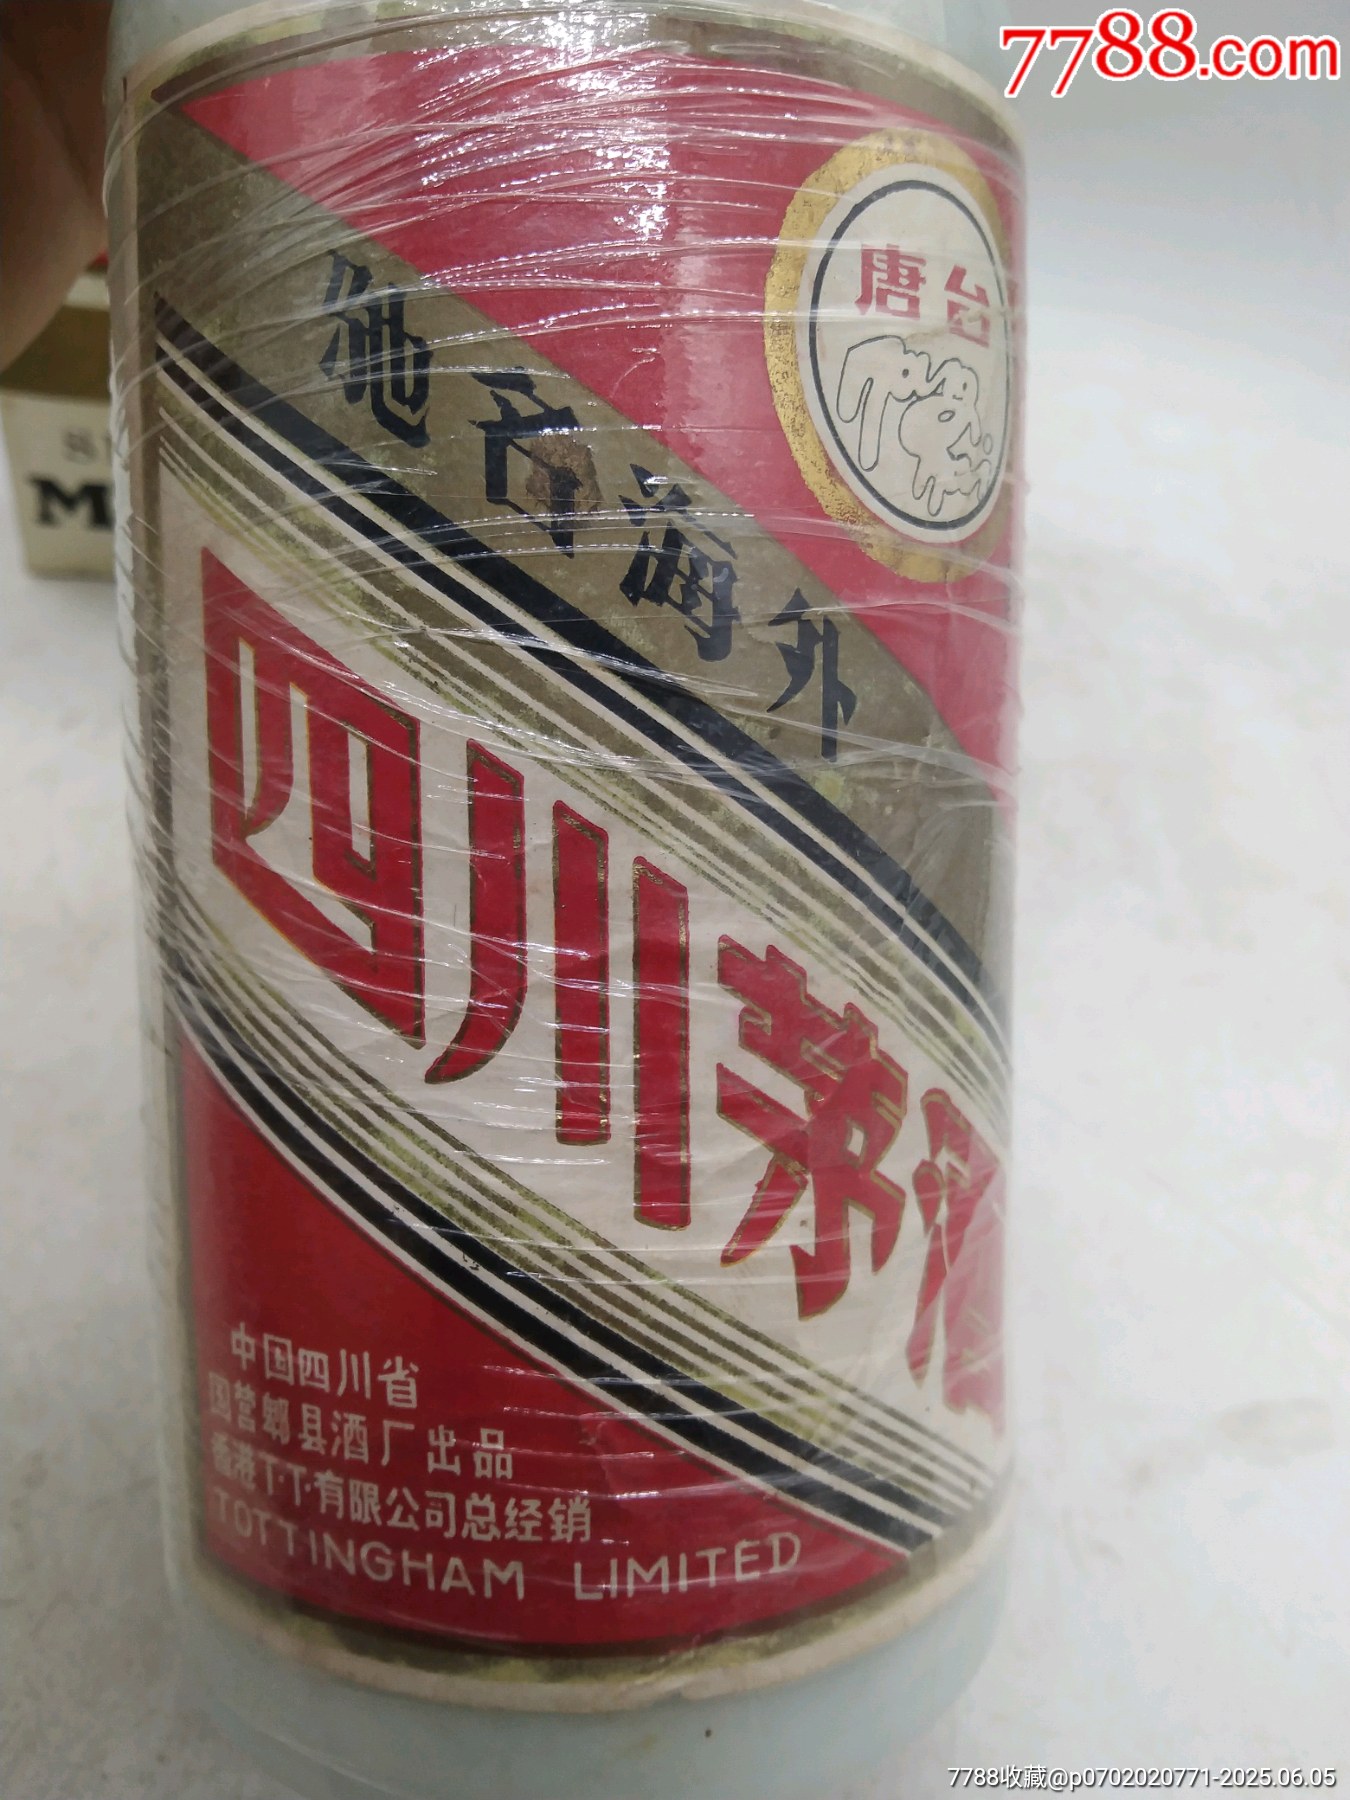 7788.com
唐台
驰名海外
四川茅酒
S
M
中国四川省
国营郫县酒厂出品
香港T.T.有限公司总经销
TOTTINGHAM LIMITED
7788收藏@p0702020771-2025.06.05